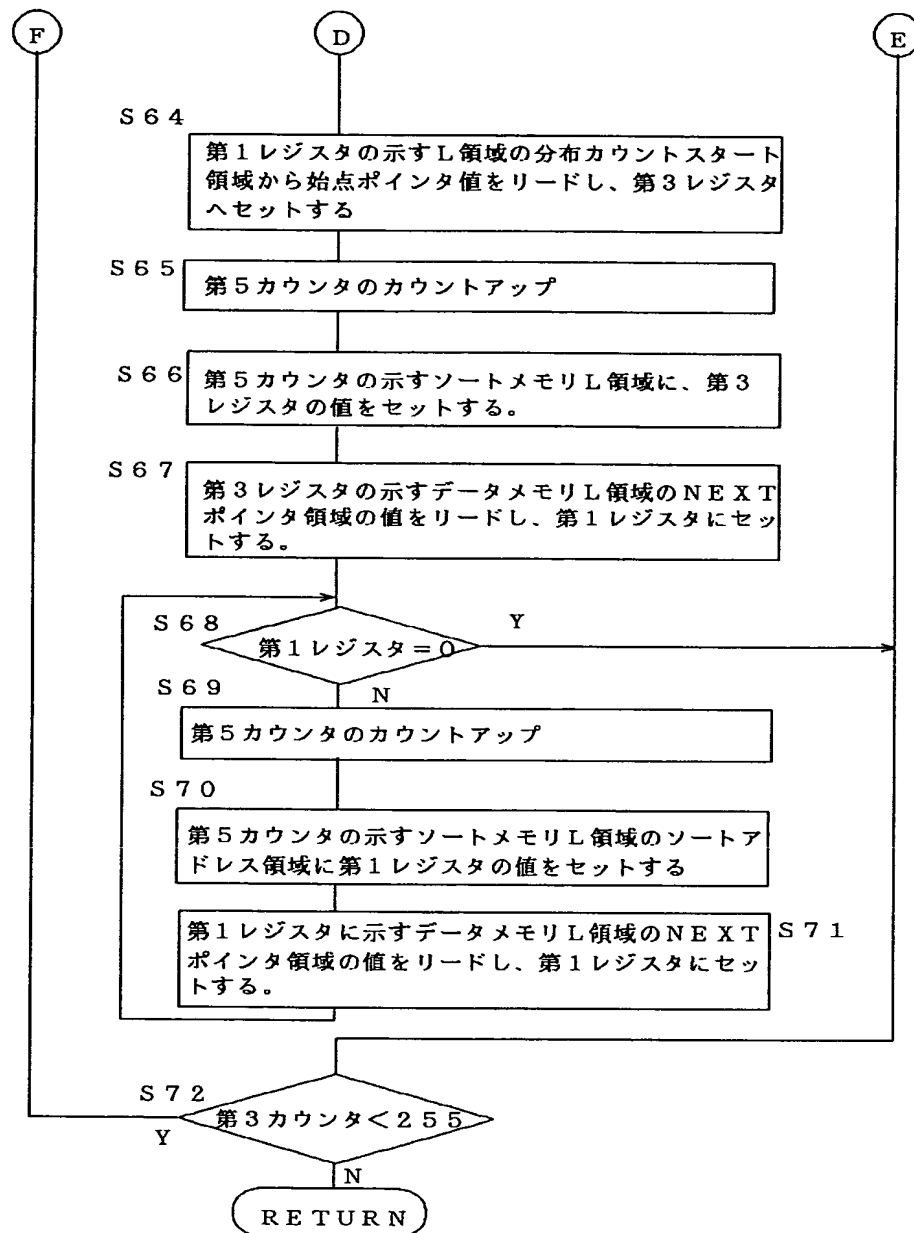 F
D
E
S64
第1レジスタの示すL領域の分布カウントスタート
領域から始点ポインタ値をリードし、第3レジスタ
へセットする
S65
第5カウンタのカウントアップ
S66
第5カウンタの示すソートメモリL領域に、第3
レジスタの値をセットする。
S67
第3レジスタの示すデータメモリL領域のNEXT
ポインタ領域の値をリードし、第1レジスタにセッ
トする。
S68
第1レジスタ=0
Y
N
S69
第5カウンタのカウントアップ
S70
第5カウンタの示すソートメモリL領域のソートア
ドレス領域に第1レジスタの値をセットする
第1レジスタに示すデータメモリL領域のNEXT
ポインタ領域の値をリードし、第1レジスタにセッ
トする。
S71
S72
第3カウンタ<255
Y
N
RETURN